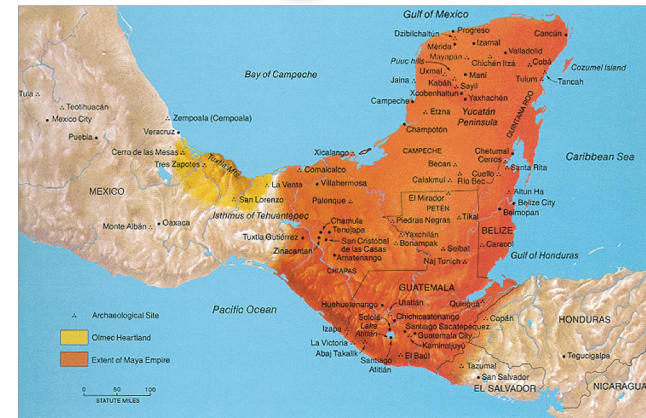 Gulf of Mexico
Dzibilchaltún
Progreso
Cancún
Mérida
Izamal
Mayapán
Valladolid
Puuc hills
Chichén Itzá
Cobá
Cozumel Island
Bay of Campeche
Uxmal
Maní
Tulum
Tancah
Jaina
Kabáh
Sayil
Xcobenhaltun
Yaxhachén
Campeche
QUINTANA ROO
Tula
Teotihuacán
Mexico City
Etzna
Yucatán
Peninsula
Zempoala (Cempoala)
Champotón
Puebla
Veracruz
Cerro de las Mesas
Tres Zapotes
Tuxtla Mts
Xicalango
CAMPECHE
Chetumal
Cerros
Caribbean Sea
Comalcalco
Becan
Santa Rita
La Venta
Villahermosa
Calakmul
Río Bec
Cuello
MEXICO
San Lorenzo
Palonque
El Mirador
Altun Ha
PETÉN
Belize City
Belmopan
Isthmus of Tehuantepec
Chamula
Piedras Negras
Tikal
Monte Albán
Oaxaca
Tenejapa
BELIZE
Tuxtla Gutiérrez
San Cristóbal
de las Casas
Yaxchilán
Bonampak
Seibal
Caracol
Zinacantan
Amatenango
Naj Tunich
Gulf of Honduras
CHIAPAS
GUATEMALA
Pacific Ocean
Huehuetenango
Utatlán
Quiriguá
Archaeological Site
Sololá
Chichicastenango
Copán
HONDURAS
Izapa
Lake
Atitlán
Santiago Sacatepéquez
Olmec Heartland
La Victoria
Guatemala City
Kaminaljuyú
Extent of Maya Empire
Abaj Takalik
Santiago
Atitlán
El Baúl
Tegucigalpa
Tazumal
San Salvador
0 50 100
STATUTE MILES
EL SALVADOR
NICARAGUA